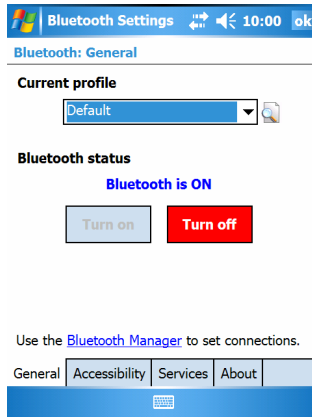 Bluetooth Settings 10:00 ok
Bluetooth: General
Current profile
Default
Bluetooth status
Bluetooth is ON
Turn on Turn off
Use the Bluetooth Manager to set connections.
General Accessibility Services About